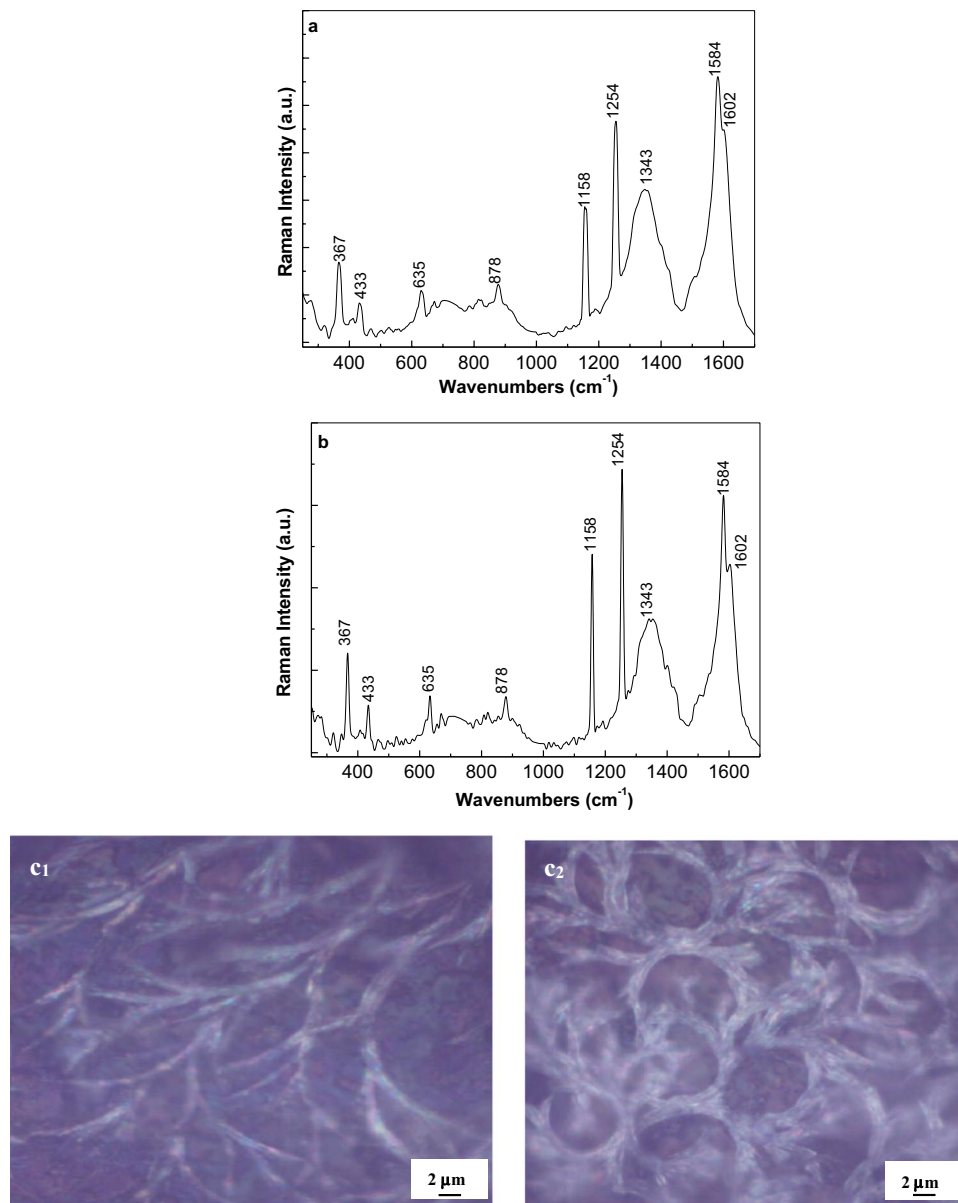 a
1584
1602
1254
1343
1158
367
433
635
878
Raman Intensity (a.u.)
400 600 800 1000 1200 1400 1600
Wavenumbers (cm-1)
b
1254
1584
1158
1602
1343
367
433
635
878
Raman Intensity (a.u.)
400 600 800 1000 1200 1400 1600
Wavenumbers (cm-1)
c1
2 µm
c2
2 µm